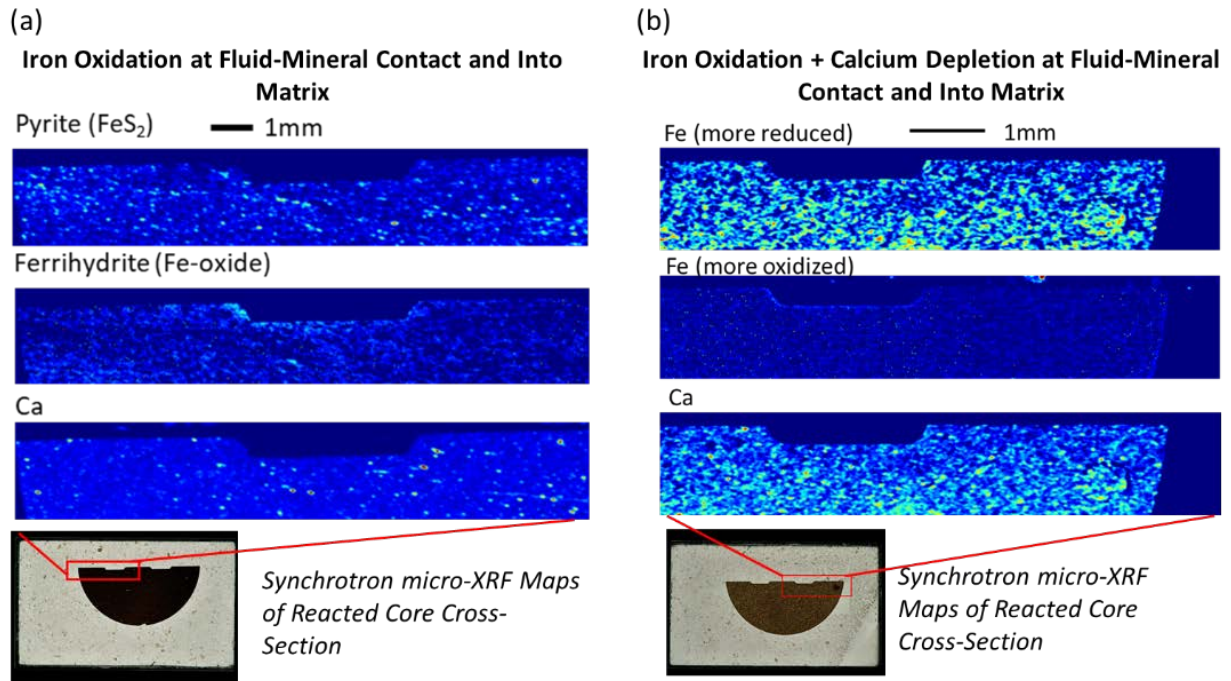 (a)
Iron Oxidation at Fluid-Mineral Contact and Into
Matrix
Pyrite (FeS₂) 1mm
Ferrihydrite (Fe-oxide)
Ca
Synchrotron micro-XRF Maps
of Reacted Core Cross-
Section
(b)
Iron Oxidation + Calcium Depletion at Fluid-Mineral
Contact and Into Matrix
Fe (more reduced) 1mm
Fe (more oxidized)
Ca
Synchrotron micro-XRF
Maps of Reacted Core
Cross-Section